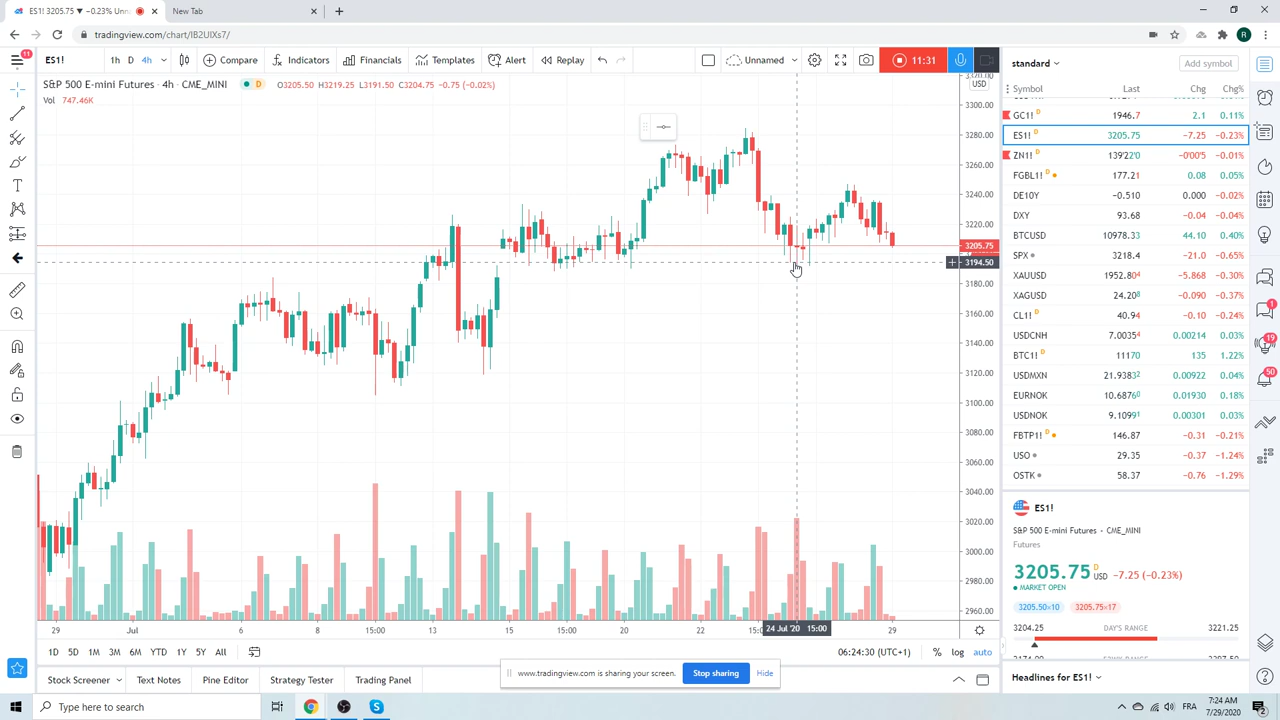 ES1! 3205.75 ▼ −0.23% Unna
New Tab
tradingview.com/chart/IB2UIXs7/
R
11
ES1!
1h D 4h
Compare
Indicators
Financials
Templates
Alert
Replay
Unnamed
11:31
S&P 500 E-mini Futures · 4h · CME_MINI D 3205.50 H3219.25 L3191.50 C3204.75 −0.75 (−0.02%)
Vol 747.46K
USD
3300.00
3280.00
3260.00
3240.00
3220.00
3205.75
3194.50
3180.00
3160.00
3140.00
3120.00
3100.00
3080.00
3060.00
3040.00
3020.00
3000.00
2980.00
2960.00
29 Jul 6 8 15:00 13 15 15:00 20 22 24 Jul '20 15:00 29
1D 5D 1M 3M 6M YTD 1Y 5Y All
06:24:30 (UTC+1)
% log auto
Stock Screener
Text Notes
Pine Editor
Strategy Tester
Trading Panel
www.tradingview.com is sharing your screen.
Stop sharing
Hide
standard
Add symbol
Symbol Last Chg Chg%
GC1! D 1946.7 2.1 0.11%
ES1! D 3205.75 −7.25 −0.23%
ZN1! D 139'22'0 −0'00'5 −0.01%
FGBL1! D 177.21 0.08 0.05%
DE10Y −0.510 0.000 −0.02%
DXY 93.68 −0.04 −0.04%
BTCUSD 10978.33 44.10 0.40%
SPX 3218.4 −21.0 −0.65%
XAUUSD 1952.804 −5.868 −0.30%
XAGUSD 24.208 −0.090 −0.37%
CL1! D 40.94 −0.10 −0.24%
USDCNH 7.0035⁴ 0.00214 0.03%
BTC1! D 11170 135 1.22%
USDMXN 21.9383² 0.00922 0.04%
EURNOK 10.6876⁰ 0.01930 0.18%
USDNOK 9.1099¹ 0.00301 0.03%
FBTP1! D 146.87 −0.31 −0.21%
USO 29.35 −0.37 −1.24%
OSTK 58.37 −0.76 −1.29%
ES1!
S&P 500 E-mini Futures - CME_MINI
Futures
3205.75 D USD −7.25 (−0.23%)
MARKET OPEN
3205.50×10 3205.75×17
3204.25 DAY'S RANGE 3221.25
Headlines for ES1!
1
19
50
Type here to search
FRA
7:24 AM
7/29/2020
2